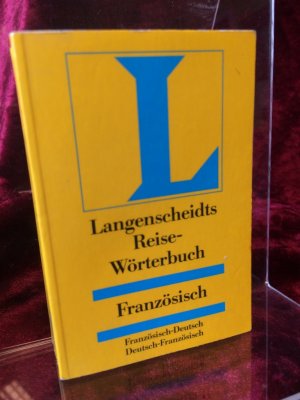 L
Langenscheidts
Reise-
Wörterbuch
Französisch
Französisch-Deutsch
Deutsch-Französisch